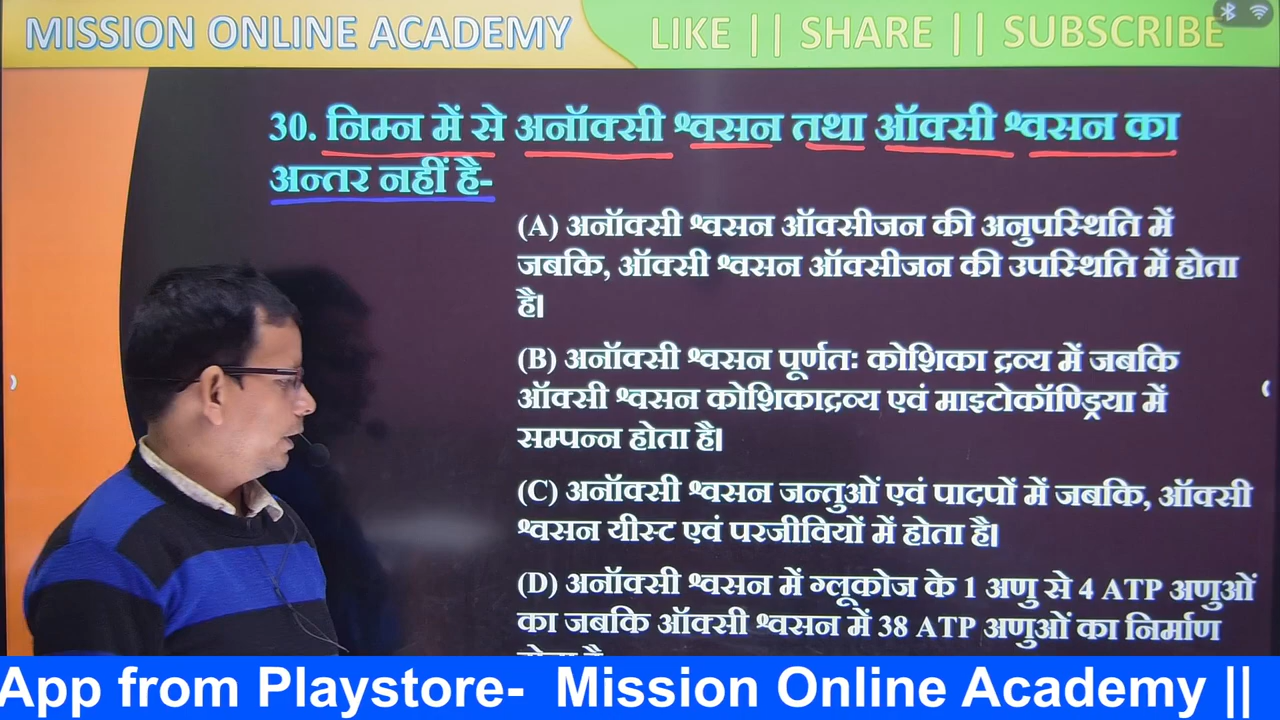 MISSION ONLINE ACADEMY
LIKE || SHARE || SUBSCRIBE
30. निम्न में से अनॉक्सी श्वसन तथा ऑक्सी श्वसन का
अन्तर नहीं है-
(A) अनॉक्सी श्वसन ऑक्सीजन की अनुपस्थिति में
जबकि, ऑक्सी श्वसन ऑक्सीजन की उपस्थिति में होता
है।
(B) अनॉक्सी श्वसन पूर्णतः कोशिका द्रव्य में जबकि
ऑक्सी श्वसन कोशिकाद्रव्य एवं माइटोकॉण्ड्रिया में
सम्पन्न होता है।
(C) अनॉक्सी श्वसन जन्तुओं एवं पादपों में जबकि, ऑक्सी
श्वसन यीस्ट एवं परजीवियों में होता है।
(D) अनॉक्सी श्वसन में ग्लूकोज के 1 अणु से 4 ATP अणुओं
का जबकि ऑक्सी श्वसन में 38 ATP अणुओं का निर्माण
App from Playstore- Mission Online Academy ||